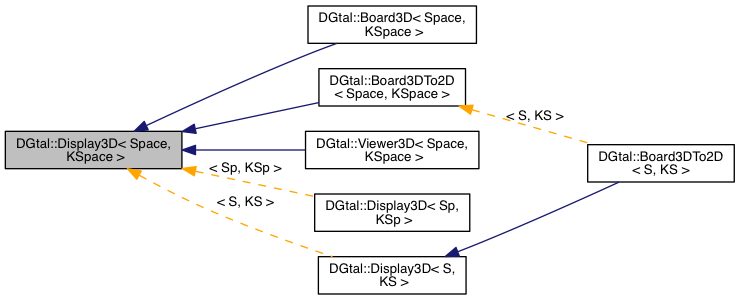 DGtal::Board3D< Space,
KSpace >
DGtal::Board3DTo2D
< Space, KSpace >
< S, KS >
DGtal::Display3D< Space,
KSpace >
DGtal::Viewer3D< Space,
KSpace >
DGtal::Board3DTo2D
< S, KS >
< Sp, KSp >
< S, KS >
DGtal::Display3D< Sp,
KSp >
DGtal::Display3D< S,
KS >